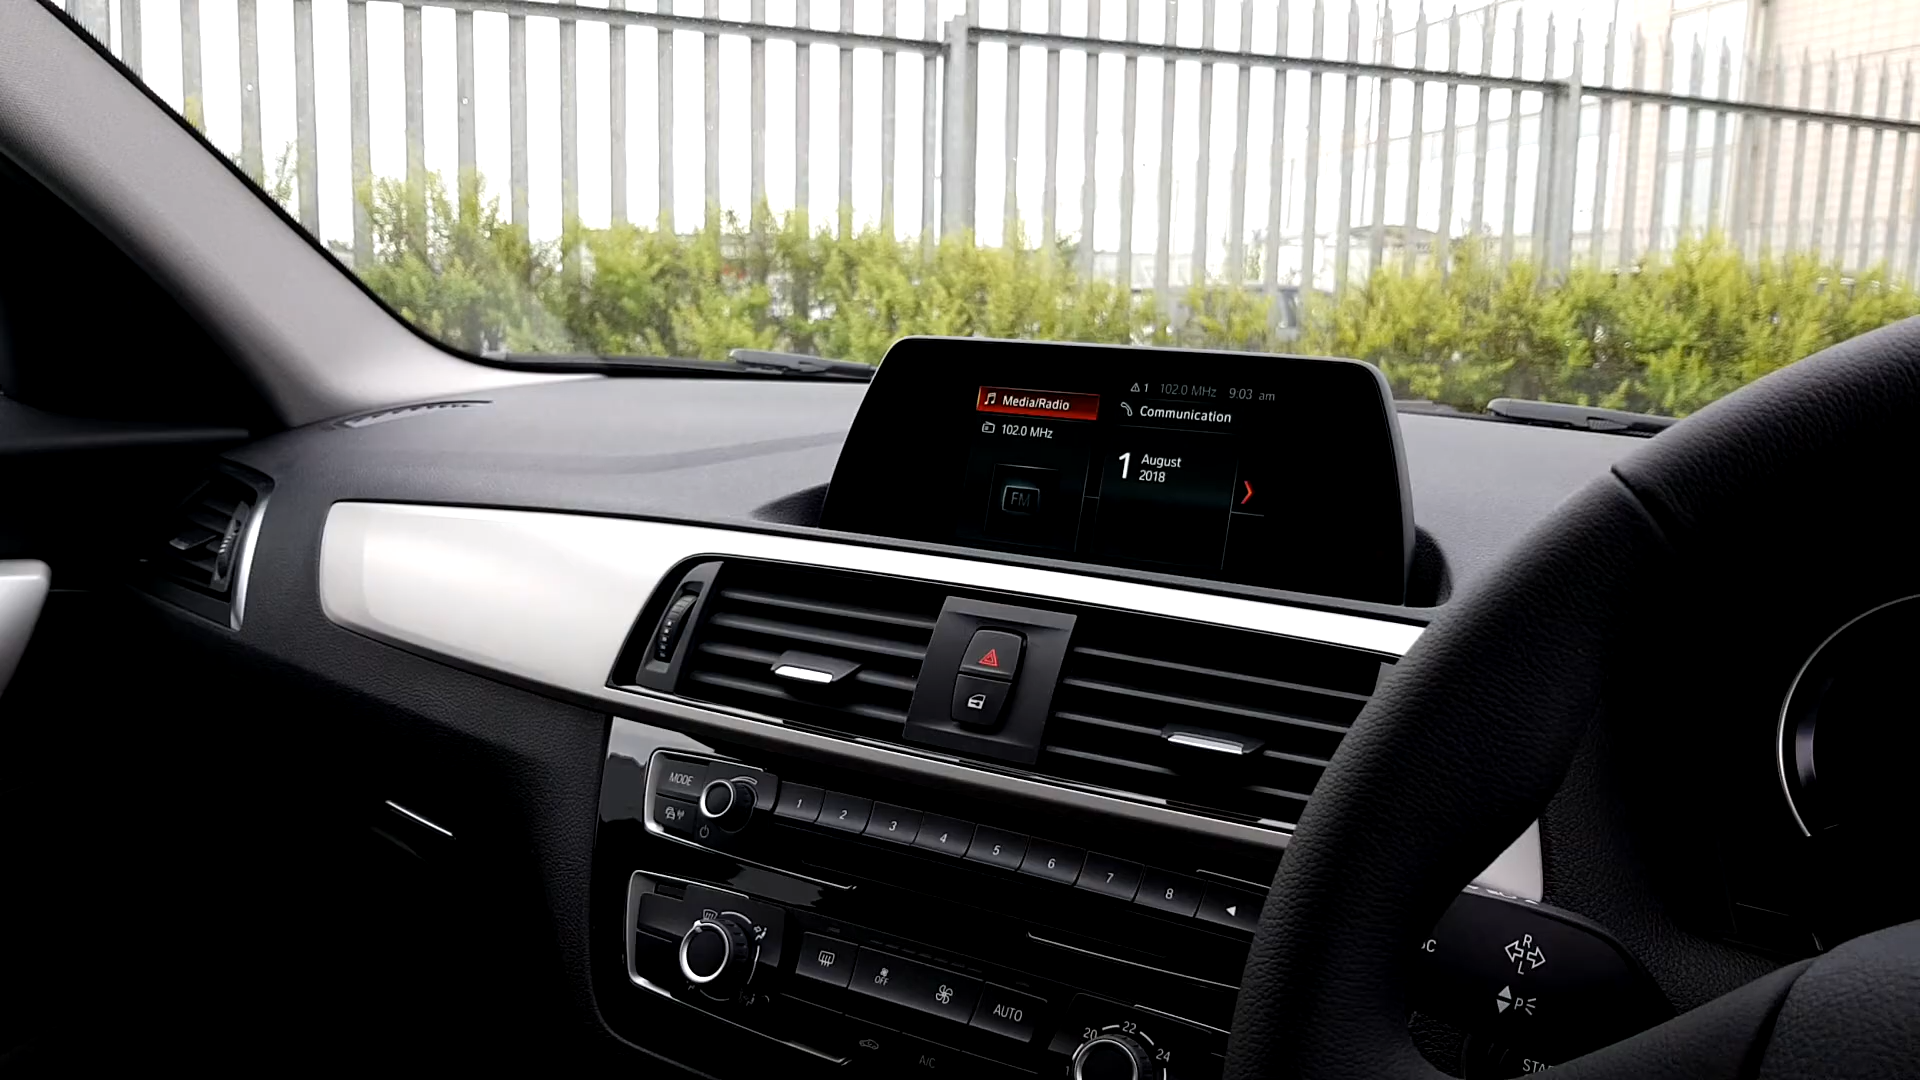 ⚠ 1 102.0 MHz 9:03 am
Media/Radio
Communication
102.0 MHz
1 August
2018
FM
MODE
1 2 3 4 5 6 7 8
OFF
AUTO
A/C
20 22 24
R
L
P